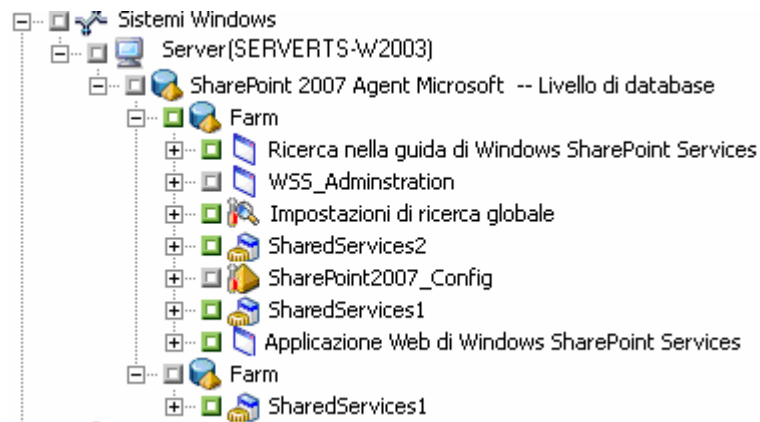 Sistemi Windows
Server(SERVERTS-W2003)
SharePoint 2007 Agent Microsoft -- Livello di database
Farm
Ricerca nella guida di Windows SharePoint Services
WSS_Adminstration
Impostazioni di ricerca globale
SharedServices2
SharePoint2007_Config
SharedServices1
Applicazione Web di Windows SharePoint Services
Farm
SharedServices1